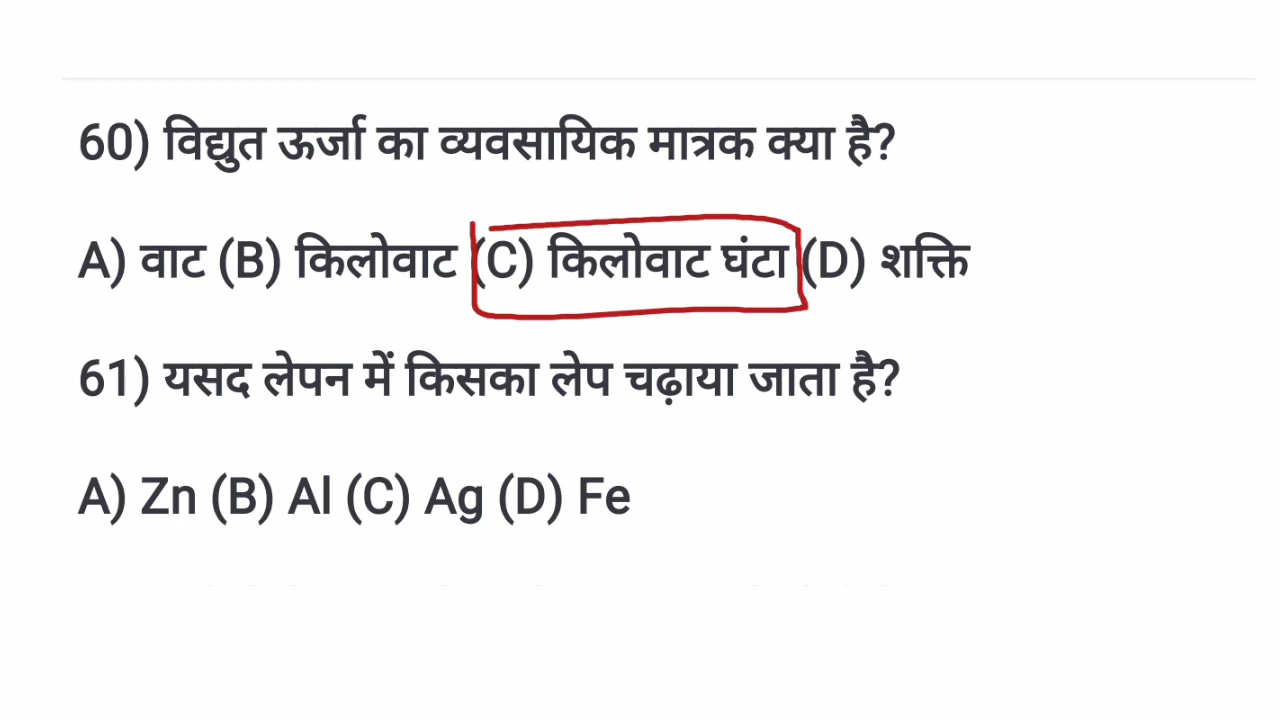 60) विद्युत ऊर्जा का व्यवसायिक मात्रक क्या है?
A) वाट (B) किलोवाट (C) किलोवाट घंटा (D) शक्ति
61) यसद लेपन में किसका लेप चढ़ाया जाता है?
A) Zn (B) Al (C) Ag (D) Fe